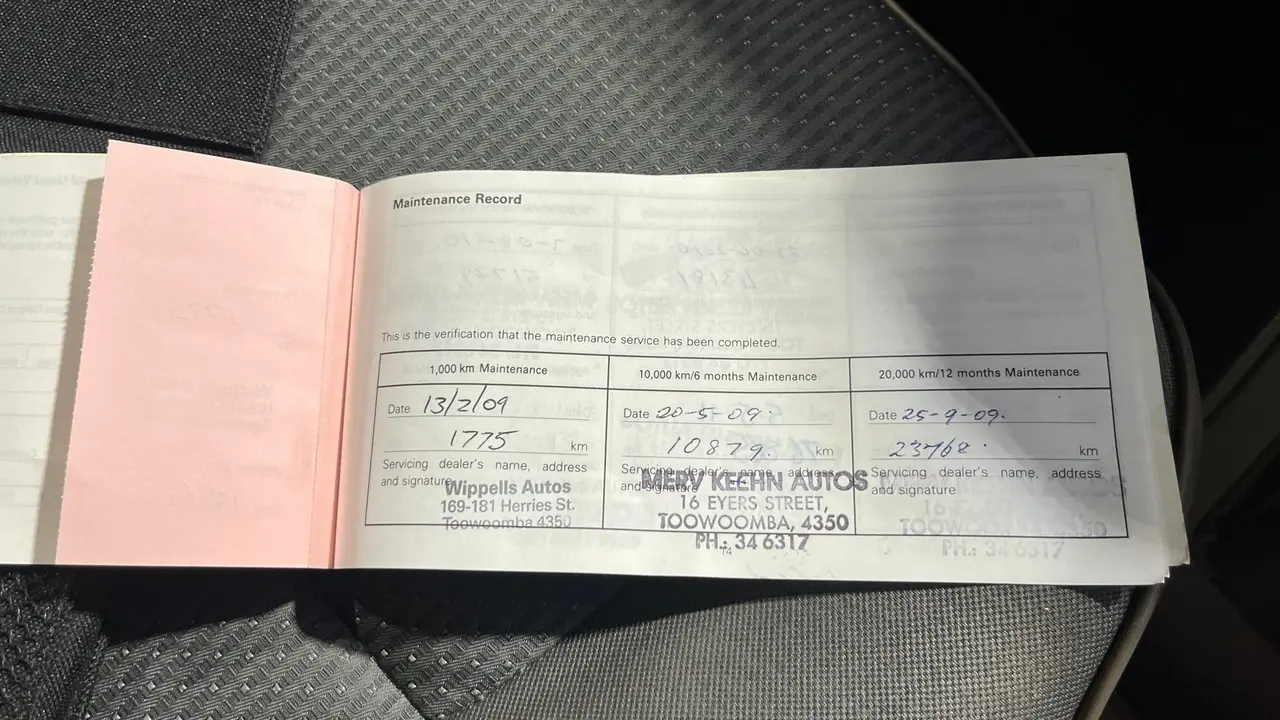 Maintenance Record
This is the verification that the maintenance service has been completed.
1,000 km Maintenance
Date 13/2/09
1775 km
Servicing dealer's name, address
and signature
Wippells Autos
169-181 Herries St.
Toowoomba 4350
10,000 km/6 months Maintenance
Date 20-5-09.
10879. km
Servicing dealer's name, address
and signature
MERV KEEHN AUTOS
16 EYERS STREET,
TOOWOOMBA, 4350
PH.: 34 6317
14
20,000 km/12 months Maintenance
Date 25-9-09.
23768. km
Servicing dealer's name, address
and signature
16
TOOWOOMBA, 4350
PH.: 34 6317